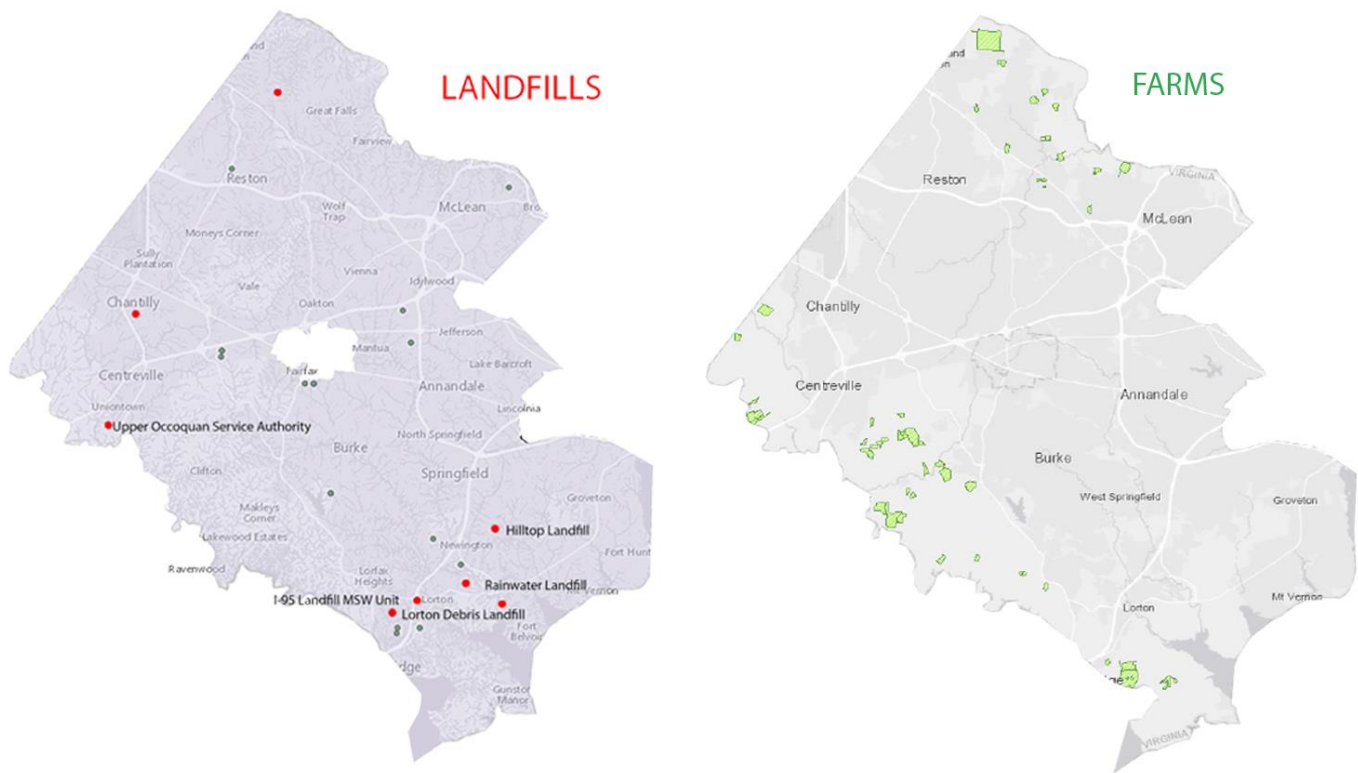 LANDFILLS
Great Falls
Fairview
Reston
McLean
Bro
Wolf
Trap
Moneys Corner
Sully
Plantation
Vienna
Vale
Idylwood
Chantilly
Oakton
Jefferson
Mantua
Lake Barcroft
Fairfax
Centreville
Annandale
Uniontown
Lincolnia
Upper Occoquan Service Authority
North Springfield
Burke
Clifton
Springfield
Groveton
Makleys
Corner
Hilltop Landfill
Lakewood Estates
Newington
Fort Hunt
Ravenwood
Lorfax
Heights
Rainwater Landfill
Vernon
I-95 Landfill MSW Unit
Lorton
Lorton Debris Landfill
Fort
Belvoir
dge
Gunston
Manor
FARMS
Reston
VIRGINIA
McLean
Chantilly
Centreville
Annandale
Burke
West Springfield
Groveton
Mt Vernon
Lorton
VIRGINIA